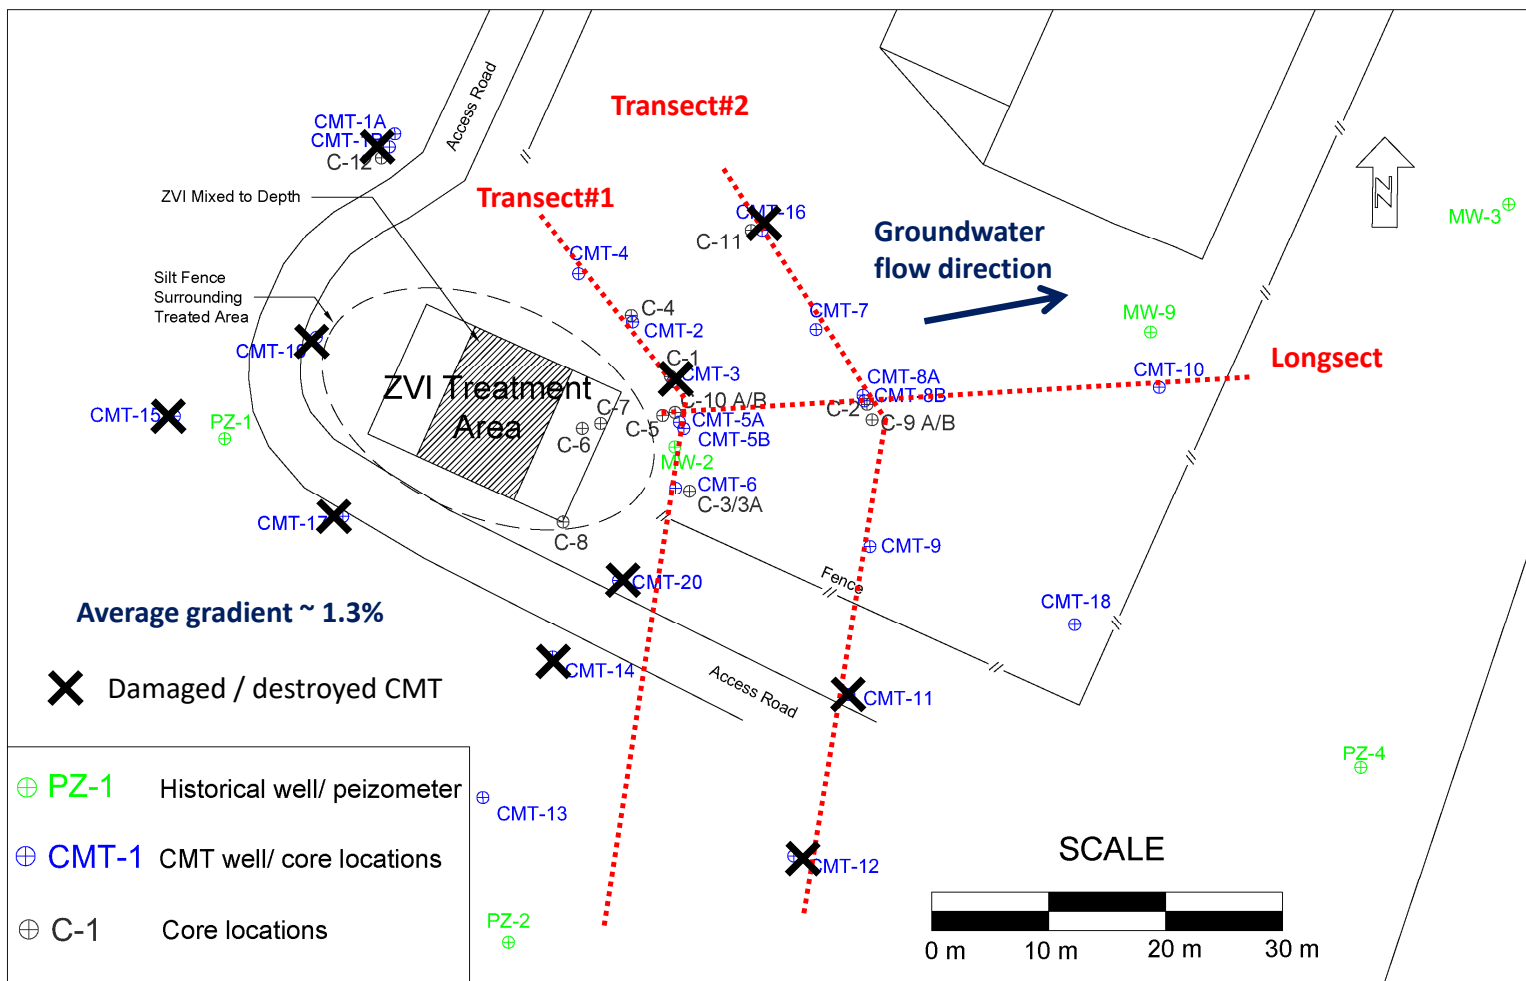 Transect#2
Access Road
CMT-1A
CMT-1B
C-12
ZVI Mixed to Depth
Transect#1
CMT-16
C-11
N
MW-3
Groundwater
flow direction
CMT-4
Silt Fence
Surrounding
Treated Area
C-4
CMT-2
CMT-7
MW-9
C-1
CMT-3
Longsect
CMT-10
CMT-8A
CMT-8B
C-2
C-9 A/B
ZVI Treatment
Area
C-10 A/B
C-7
C-5
C-6
CMT-5A
CMT-5B
MW-2
CMT-15
PZ-1
CMT-6
C-3/3A
CMT-17
C-8
CMT-9
Fence
CMT-20
CMT-18
Average gradient ~ 1.3%
CMT-14
Access Road
CMT-11
Damaged / destroyed CMT
PZ-4
PZ-1 Historical well/ peizometer
CMT-13
CMT-1 CMT well/ core locations
CMT-12
SCALE
C-1 Core locations
PZ-2
0 m 10 m 20 m 30 m